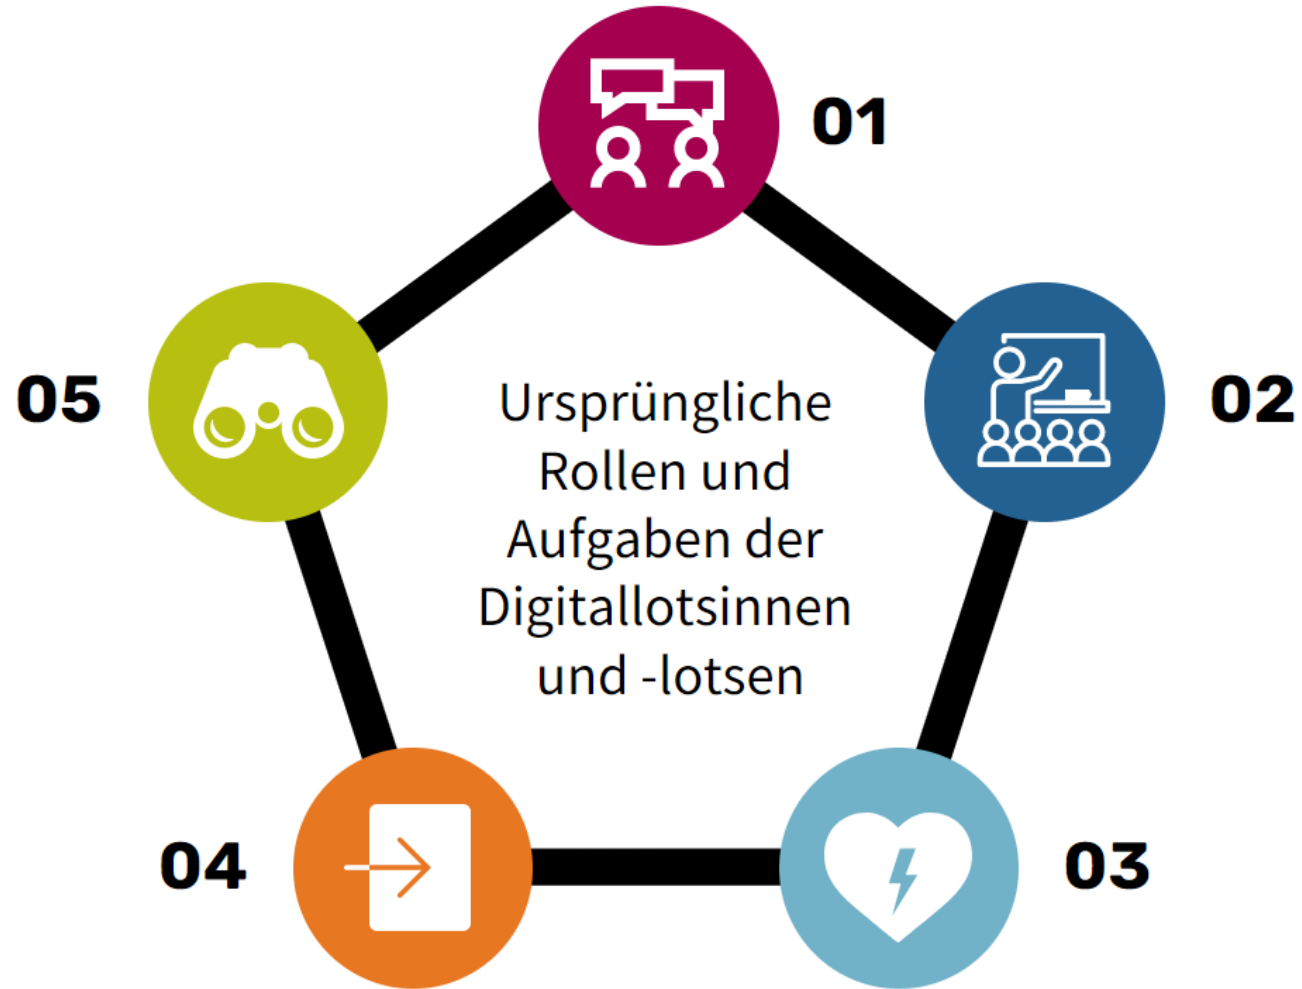 01
02
03
04
05
Ursprüngliche
Rollen und
Aufgaben der
Digitallotsinnen
und -lotsen